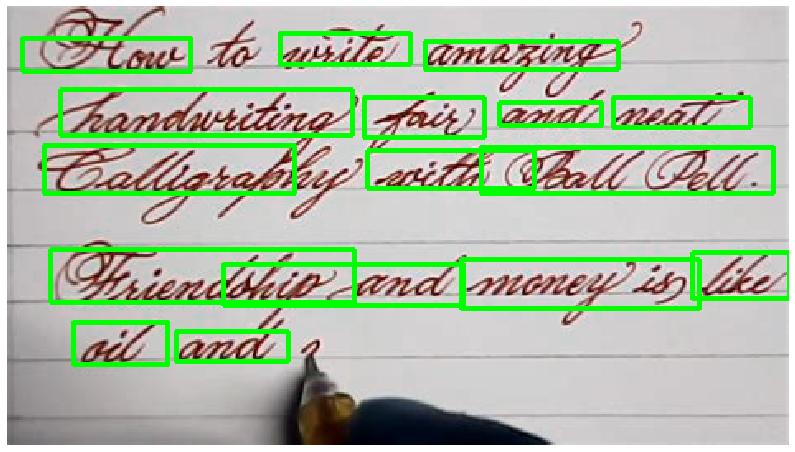 How to write amazing
handwriting fair and neat
Calligraphy with Ball Pell.
Friendship and money is like
oil and